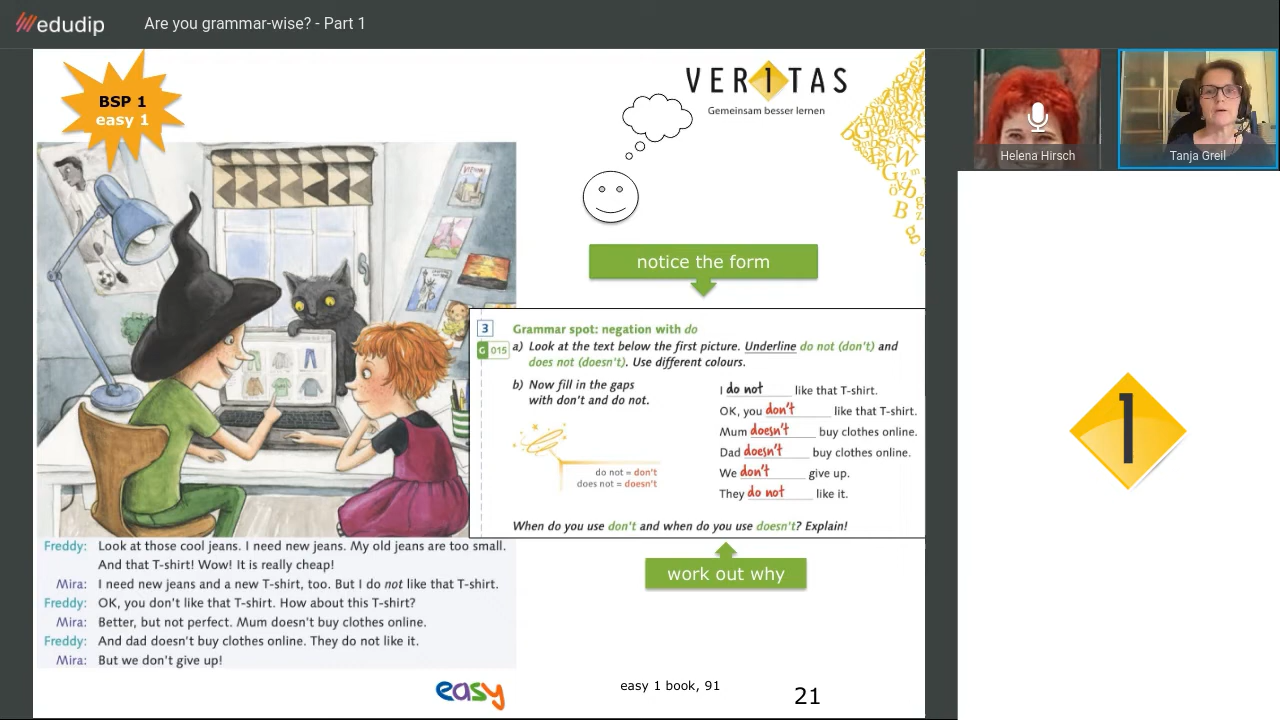 edudip
Are you grammar-wise? - Part 1
BSP 1
easy 1
VERITAS
Gemeinsam besser lernen
Helena Hirsch
Tanja Greil
notice the form
3
Grammar spot: negation with do
G 015
a) Look at the text below the first picture. Underline do not (don't) and
does not (doesn't). Use different colours.
b) Now fill in the gaps
with don't and do not.
do not = don't
does not = doesn't
I do not like that T-shirt.
OK, you don't like that T-shirt.
Mum doesn't buy clothes online.
Dad doesn't buy clothes online.
We don't give up.
They do not like it.
When do you use don't and when do you use doesn't? Explain!
work out why
Freddy: Look at those cool jeans. I need new jeans. My old jeans are too small.
And that T-shirt! Wow! It is really cheap!
Mira: I need new jeans and a new T-shirt, too. But I do not like that T-shirt.
Freddy: OK, you don't like that T-shirt. How about this T-shirt?
Mira: Better, but not perfect. Mum doesn't buy clothes online.
Freddy: And dad doesn't buy clothes online. They do not like it.
Mira: But we don't give up!
easy
easy 1 book, 91
21
1